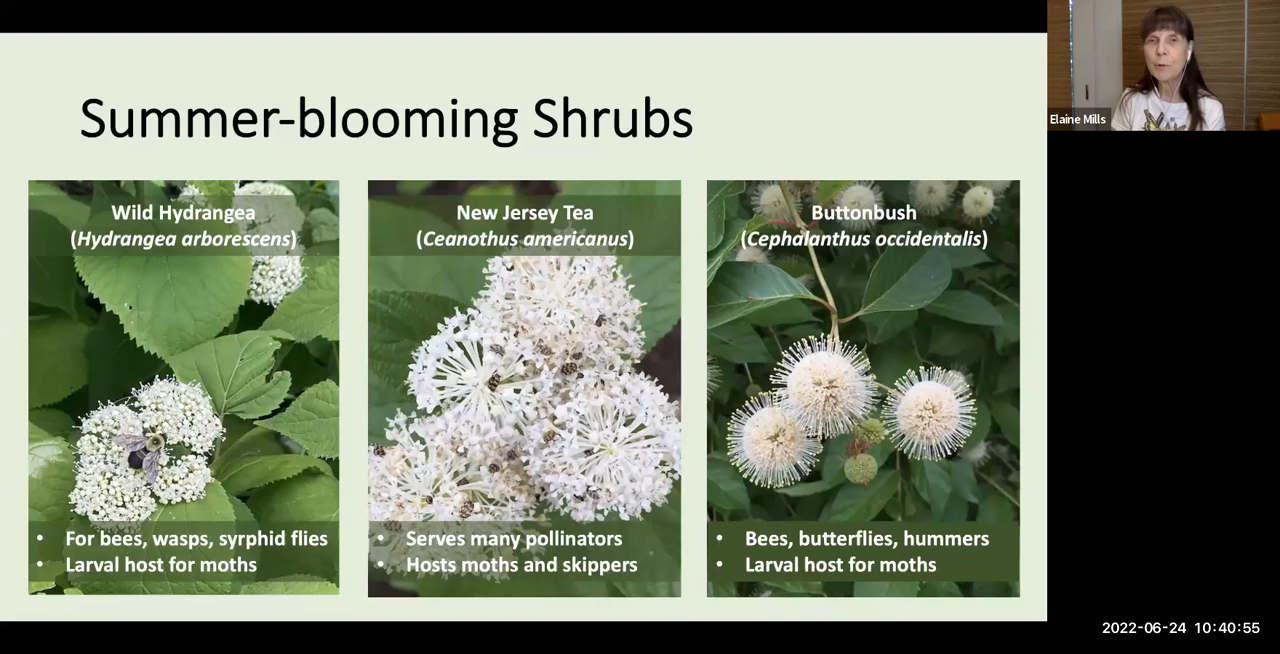 Summer-blooming Shrubs
Wild Hydrangea
(Hydrangea arborescens)
• For bees, wasps, syrphid flies
• Larval host for moths
New Jersey Tea
(Ceanothus americanus)
• Serves many pollinators
• Hosts moths and skippers
Buttonbush
(Cephalanthus occidentalis)
• Bees, butterflies, hummers
• Larval host for moths
Elaine Mills
2022-06-24 10:40:55